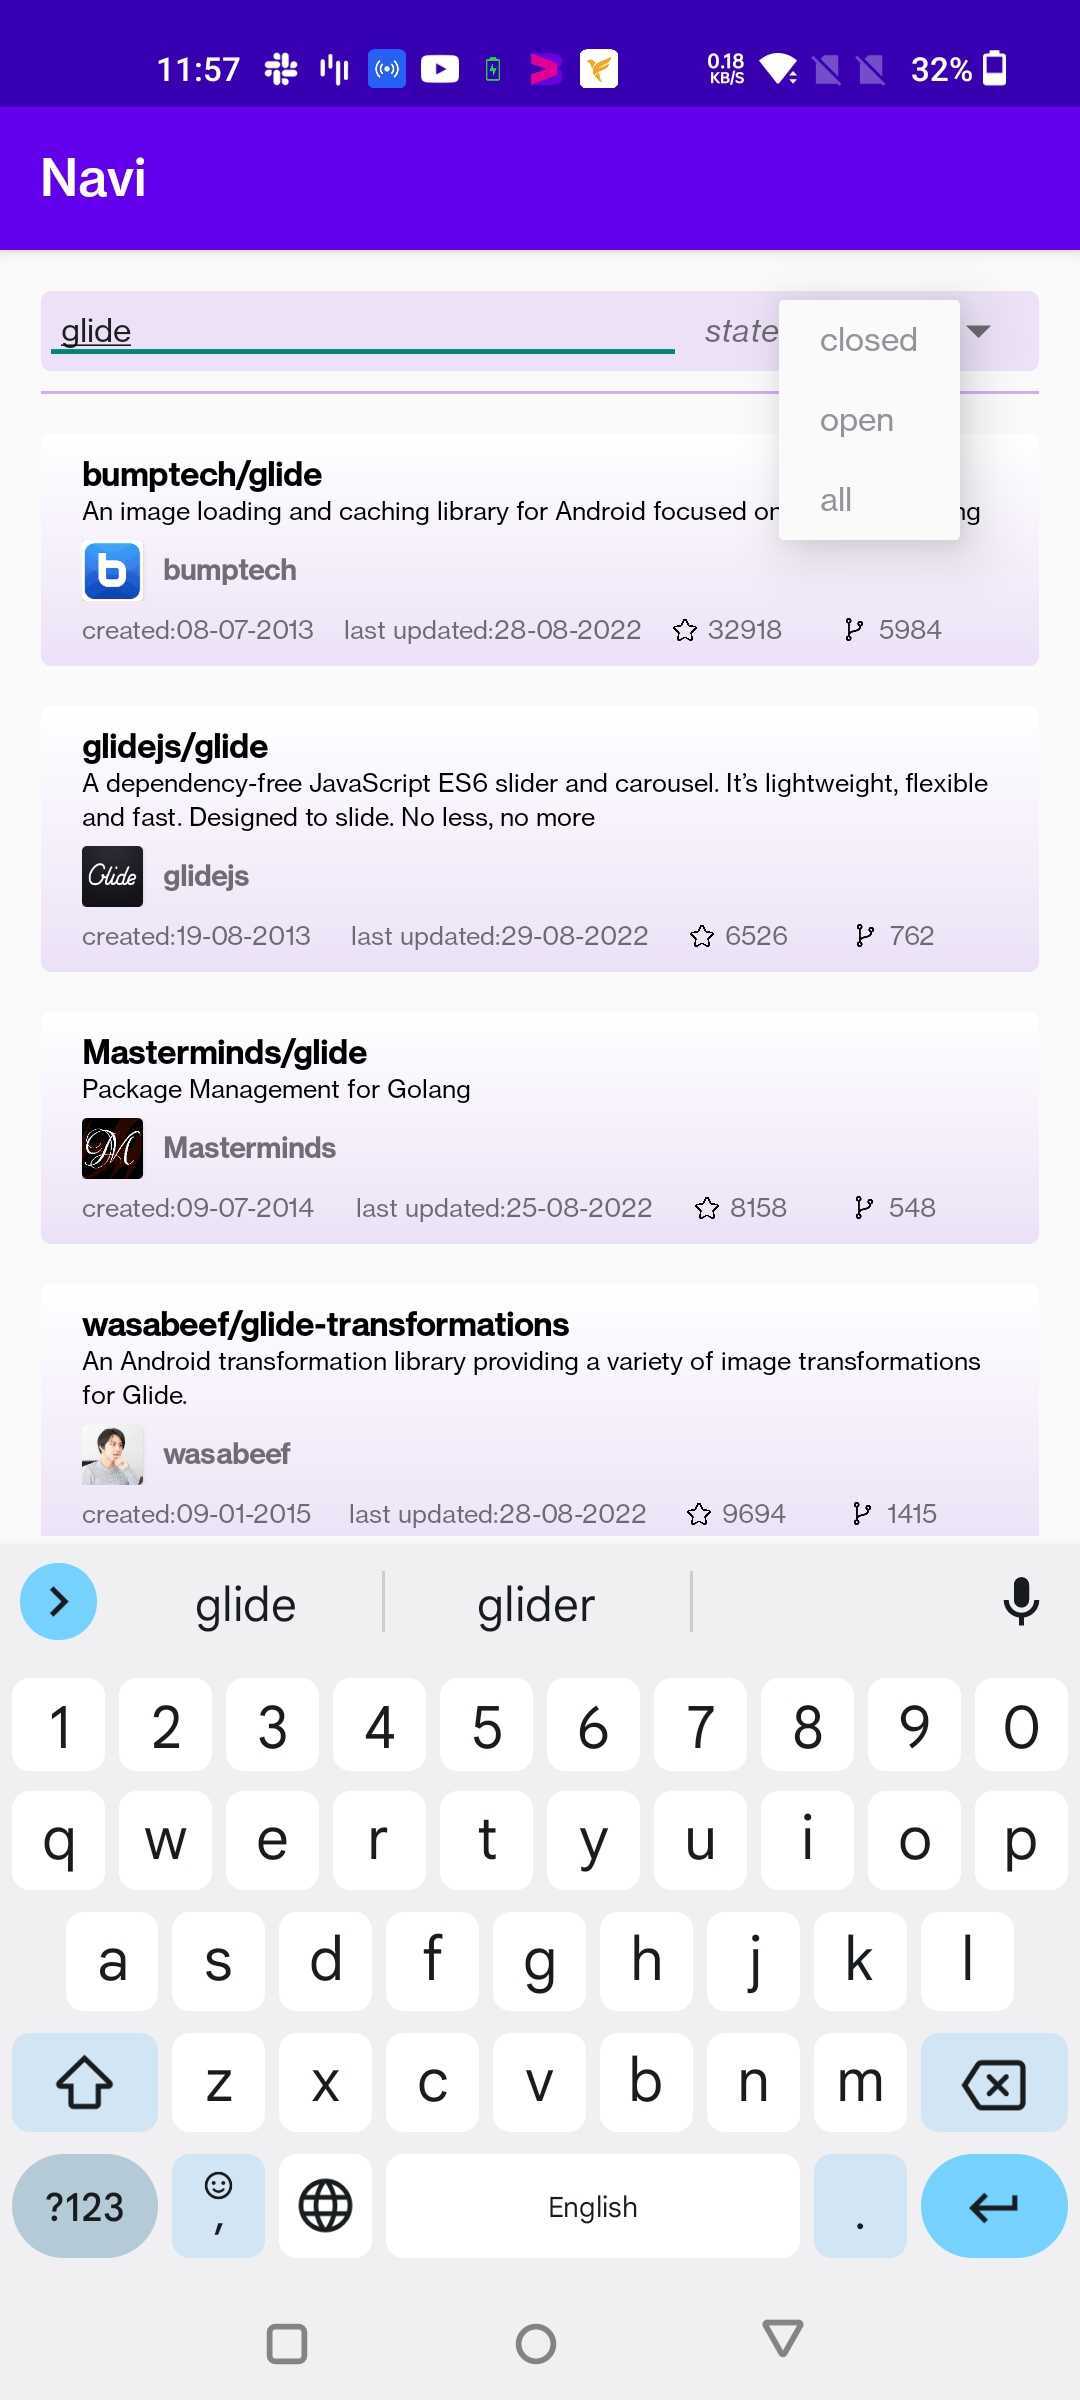 11:57 0.18 KB/S 32%
Navi
glide state
closed
open
all
bumptech/glide
An image loading and caching library for Android focused on ng
b bumptech
created:08-07-2013 last updated:28-08-2022 32918 5984
glidejs/glide
A dependency-free JavaScript ES6 slider and carousel. It’s lightweight, flexible
and fast. Designed to slide. No less, no more
Glide glidejs
created:19-08-2013 last updated:29-08-2022 6526 762
Masterminds/glide
Package Management for Golang
M Masterminds
created:09-07-2014 last updated:25-08-2022 8158 548
wasabeef/glide-transformations
An Android transformation library providing a variety of image transformations
for Glide.
wasabeef
created:09-01-2015 last updated:28-08-2022 9694 1415
glide glider
1 2 3 4 5 6 7 8 9 0
q w e r t y u i o p
a s d f g h j k l
z x c v b n m
?123 , English .